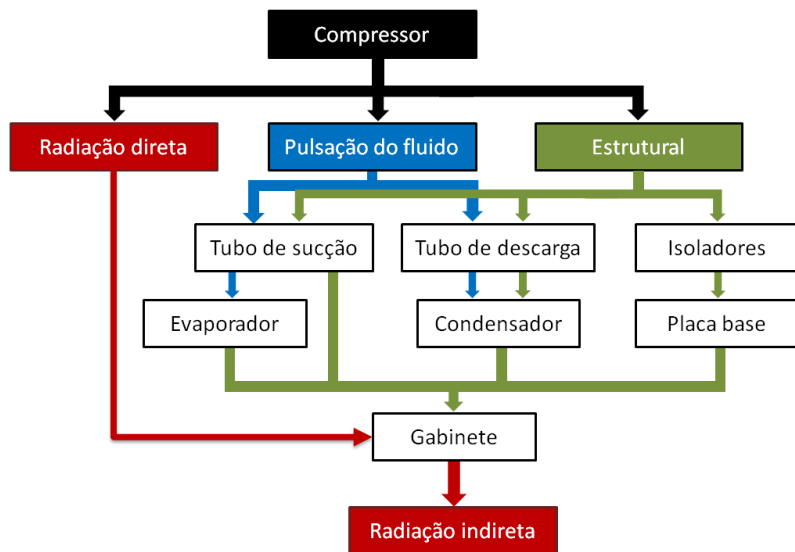 Compressor
Radiação direta
Pulsação do fluido
Estrutural
Tubo de sucção
Tubo de descarga
Isoladores
Evaporador
Condensador
Placa base
Gabinete
Radiação indireta